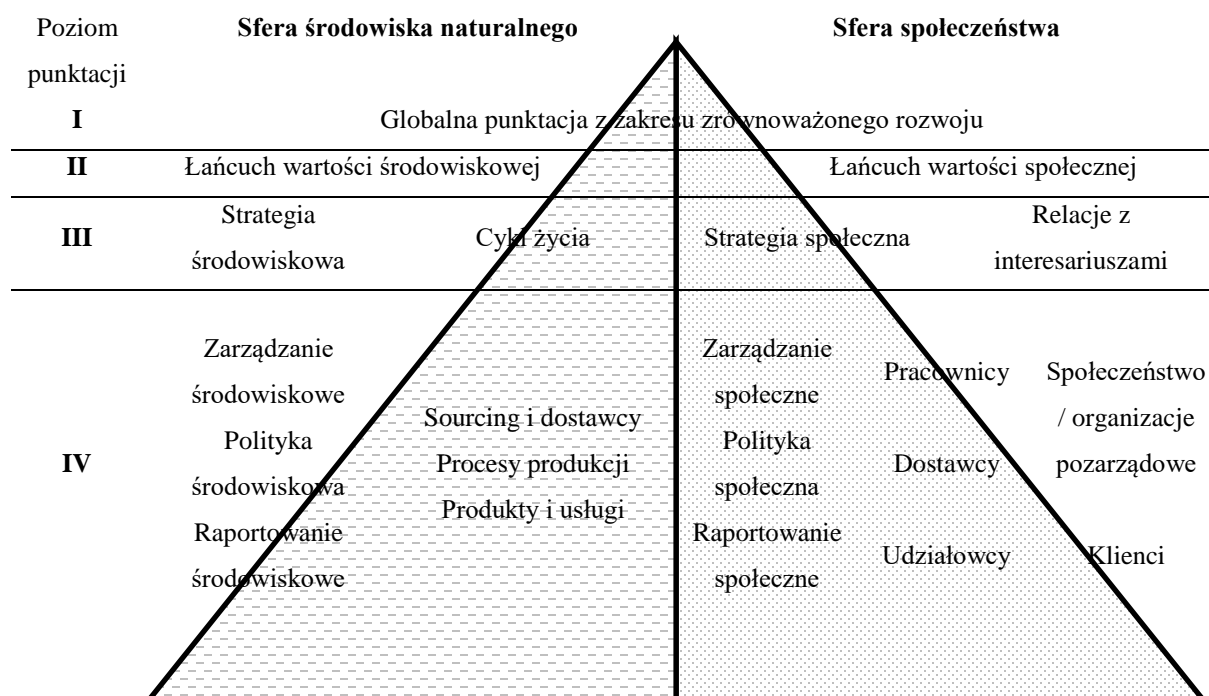 Poziom
punktacji
Sfera środowiska naturalnego
Sfera społeczeństwa
I
Globalna punktacja z zakresu zrównoważonego rozwoju
II
Łańcuch wartości środowiskowej
Łańcuch wartości społecznej
III
Strategia
środowiskowa
Cykl życia
Strategia społeczna
Relacje z
interesariuszami
IV
Zarządzanie
środowiskowe
Polityka
środowiskowa
Raportowanie
środowiskowe
Sourcing i dostawcy
Procesy produkcji
Produkty i usługi
Zarządzanie
społeczne
Polityka
społeczna
Raportowanie
społeczne
Pracownicy
Dostawcy
Udziałowcy
Społeczeństwo
/ organizacje
pozarządowe
Klienci